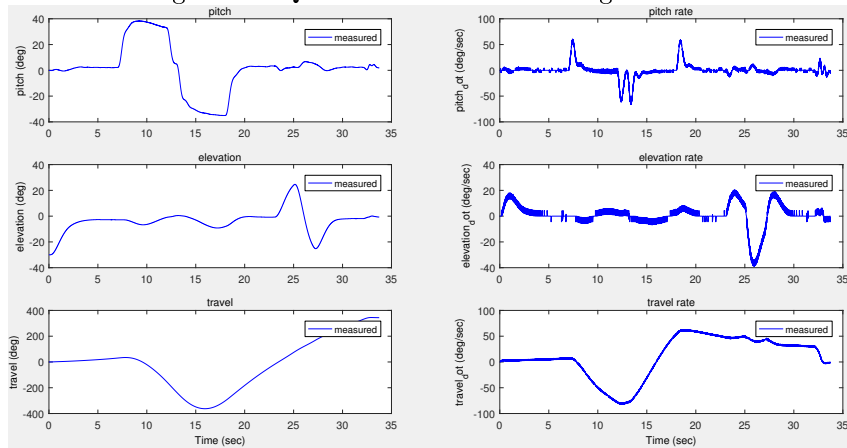 pitch
measured
pitch (deg)
40
20
0
-20
-40
0 5 10 15 20 25 30 35
pitch rate
measured
pitch_dot (deg/sec)
100
50
0
-50
-100
0 5 10 15 20 25 30 35
elevation
measured
elevation (deg)
40
20
0
-20
-40
0 5 10 15 20 25 30 35
elevation rate
measured
elevation_dot (deg/sec)
40
20
0
-20
-40
0 5 10 15 20 25 30 35
travel
measured
travel (deg)
400
200
0
-200
-400
0 5 10 15 20 25 30 35
Time (sec)
travel rate
measured
travel_dot (deg/sec)
100
50
0
-50
-100
0 5 10 15 20 25 30 35
Time (sec)